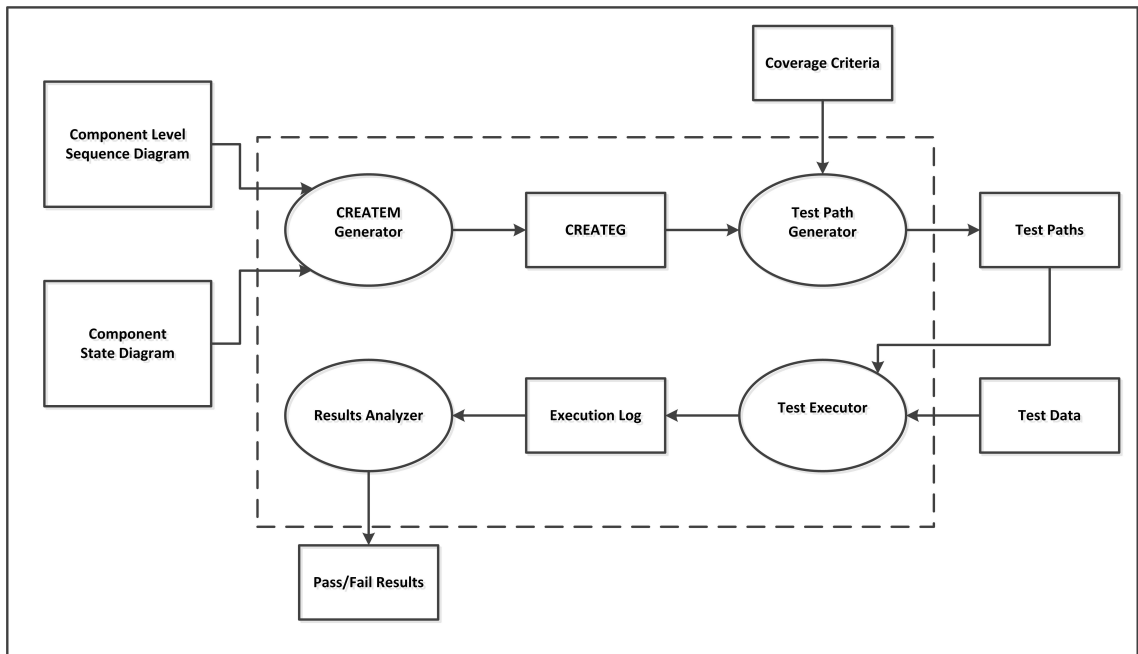 Coverage Criteria
Component Level
Sequence Diagram
CREATEM
Generator
CREATEG
Test Path
Generator
Test Paths
Component
State Diagram
Results Analyzer
Execution Log
Test Executor
Test Data
Pass/Fail Results